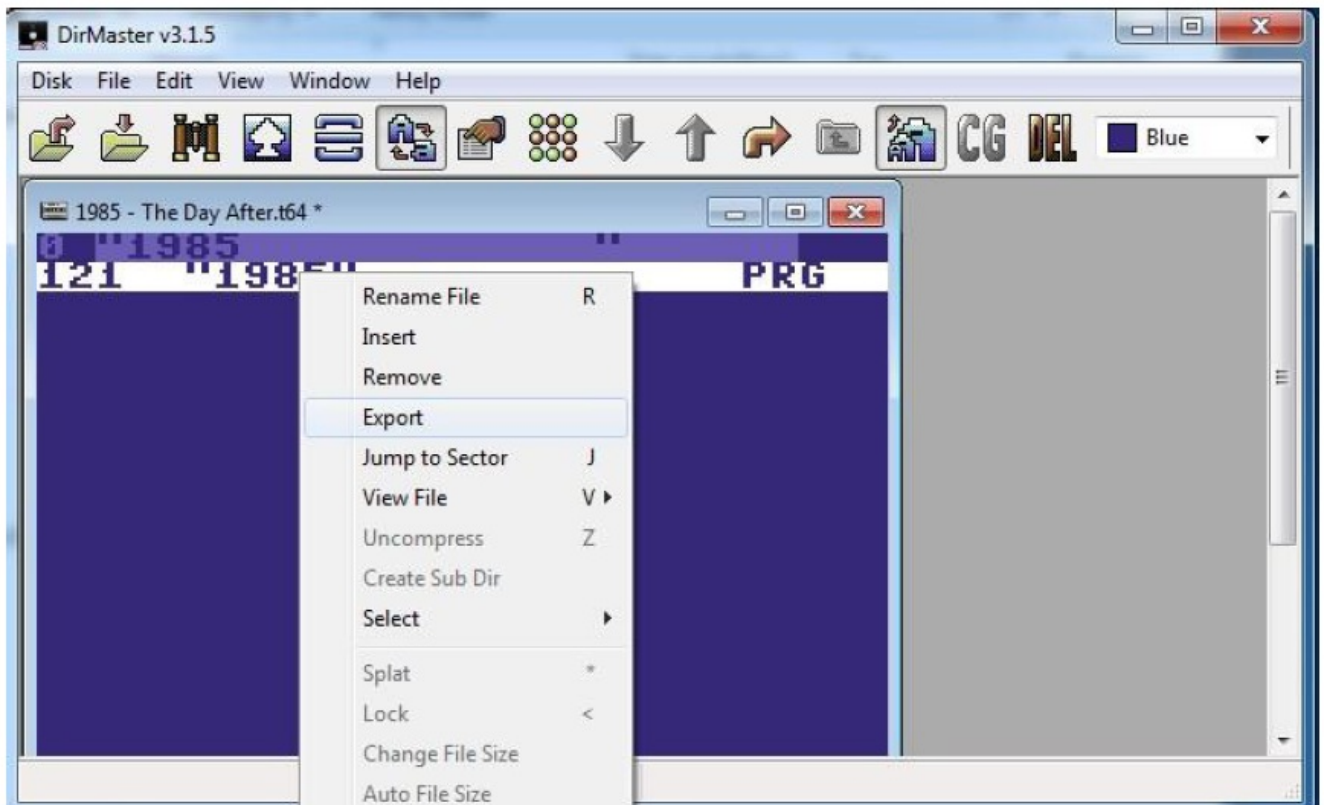 DirMaster v3.1.5
Disk File Edit View Window Help
CG DEL Blue
1985 - The Day After.t64 *
0 "1985 "
121 "1985" PRG
Rename File R
Insert
Remove
Export
Jump to Sector J
View File V
Uncompress Z
Create Sub Dir
Select
Splat *
Lock <
Change File Size
Auto File Size